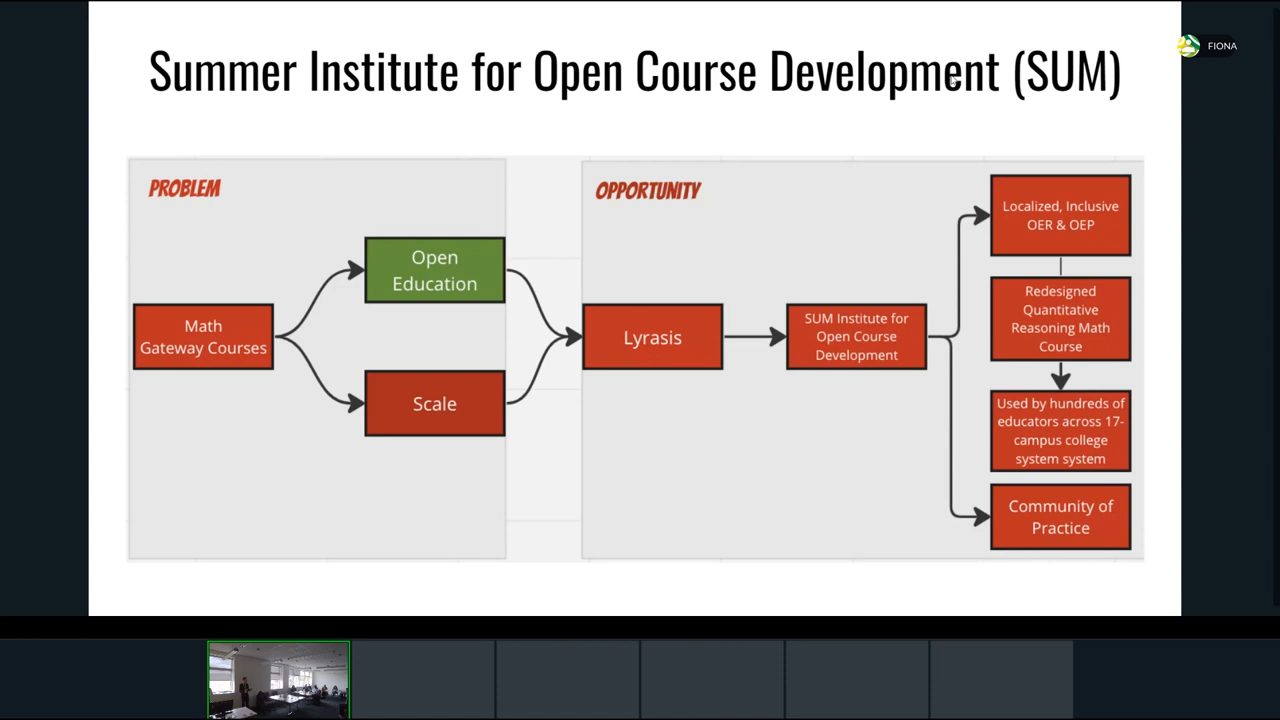 Summer Institute for Open Course Development (SUM)
FIONA
PROBLEM
Math
Gateway Courses
Open
Education
Scale
OPPORTUNITY
Lyrasis
SUM Institute for
Open Course
Development
Localized, Inclusive
OER & OEP
Redesigned
Quantitative
Reasoning Math
Course
Used by hundreds of
educators across 17-
campus college
system system
Community of
Practice